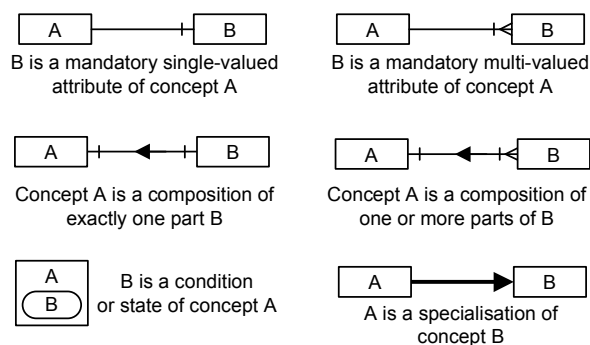 A B
B is a mandatory single-valued
attribute of concept A
A B
B is a mandatory multi-valued
attribute of concept A
A B
Concept A is a composition of
exactly one part B
A B
Concept A is a composition of
one or more parts of B
A
B
B is a condition
or state of concept A
A B
A is a specialisation of
concept B